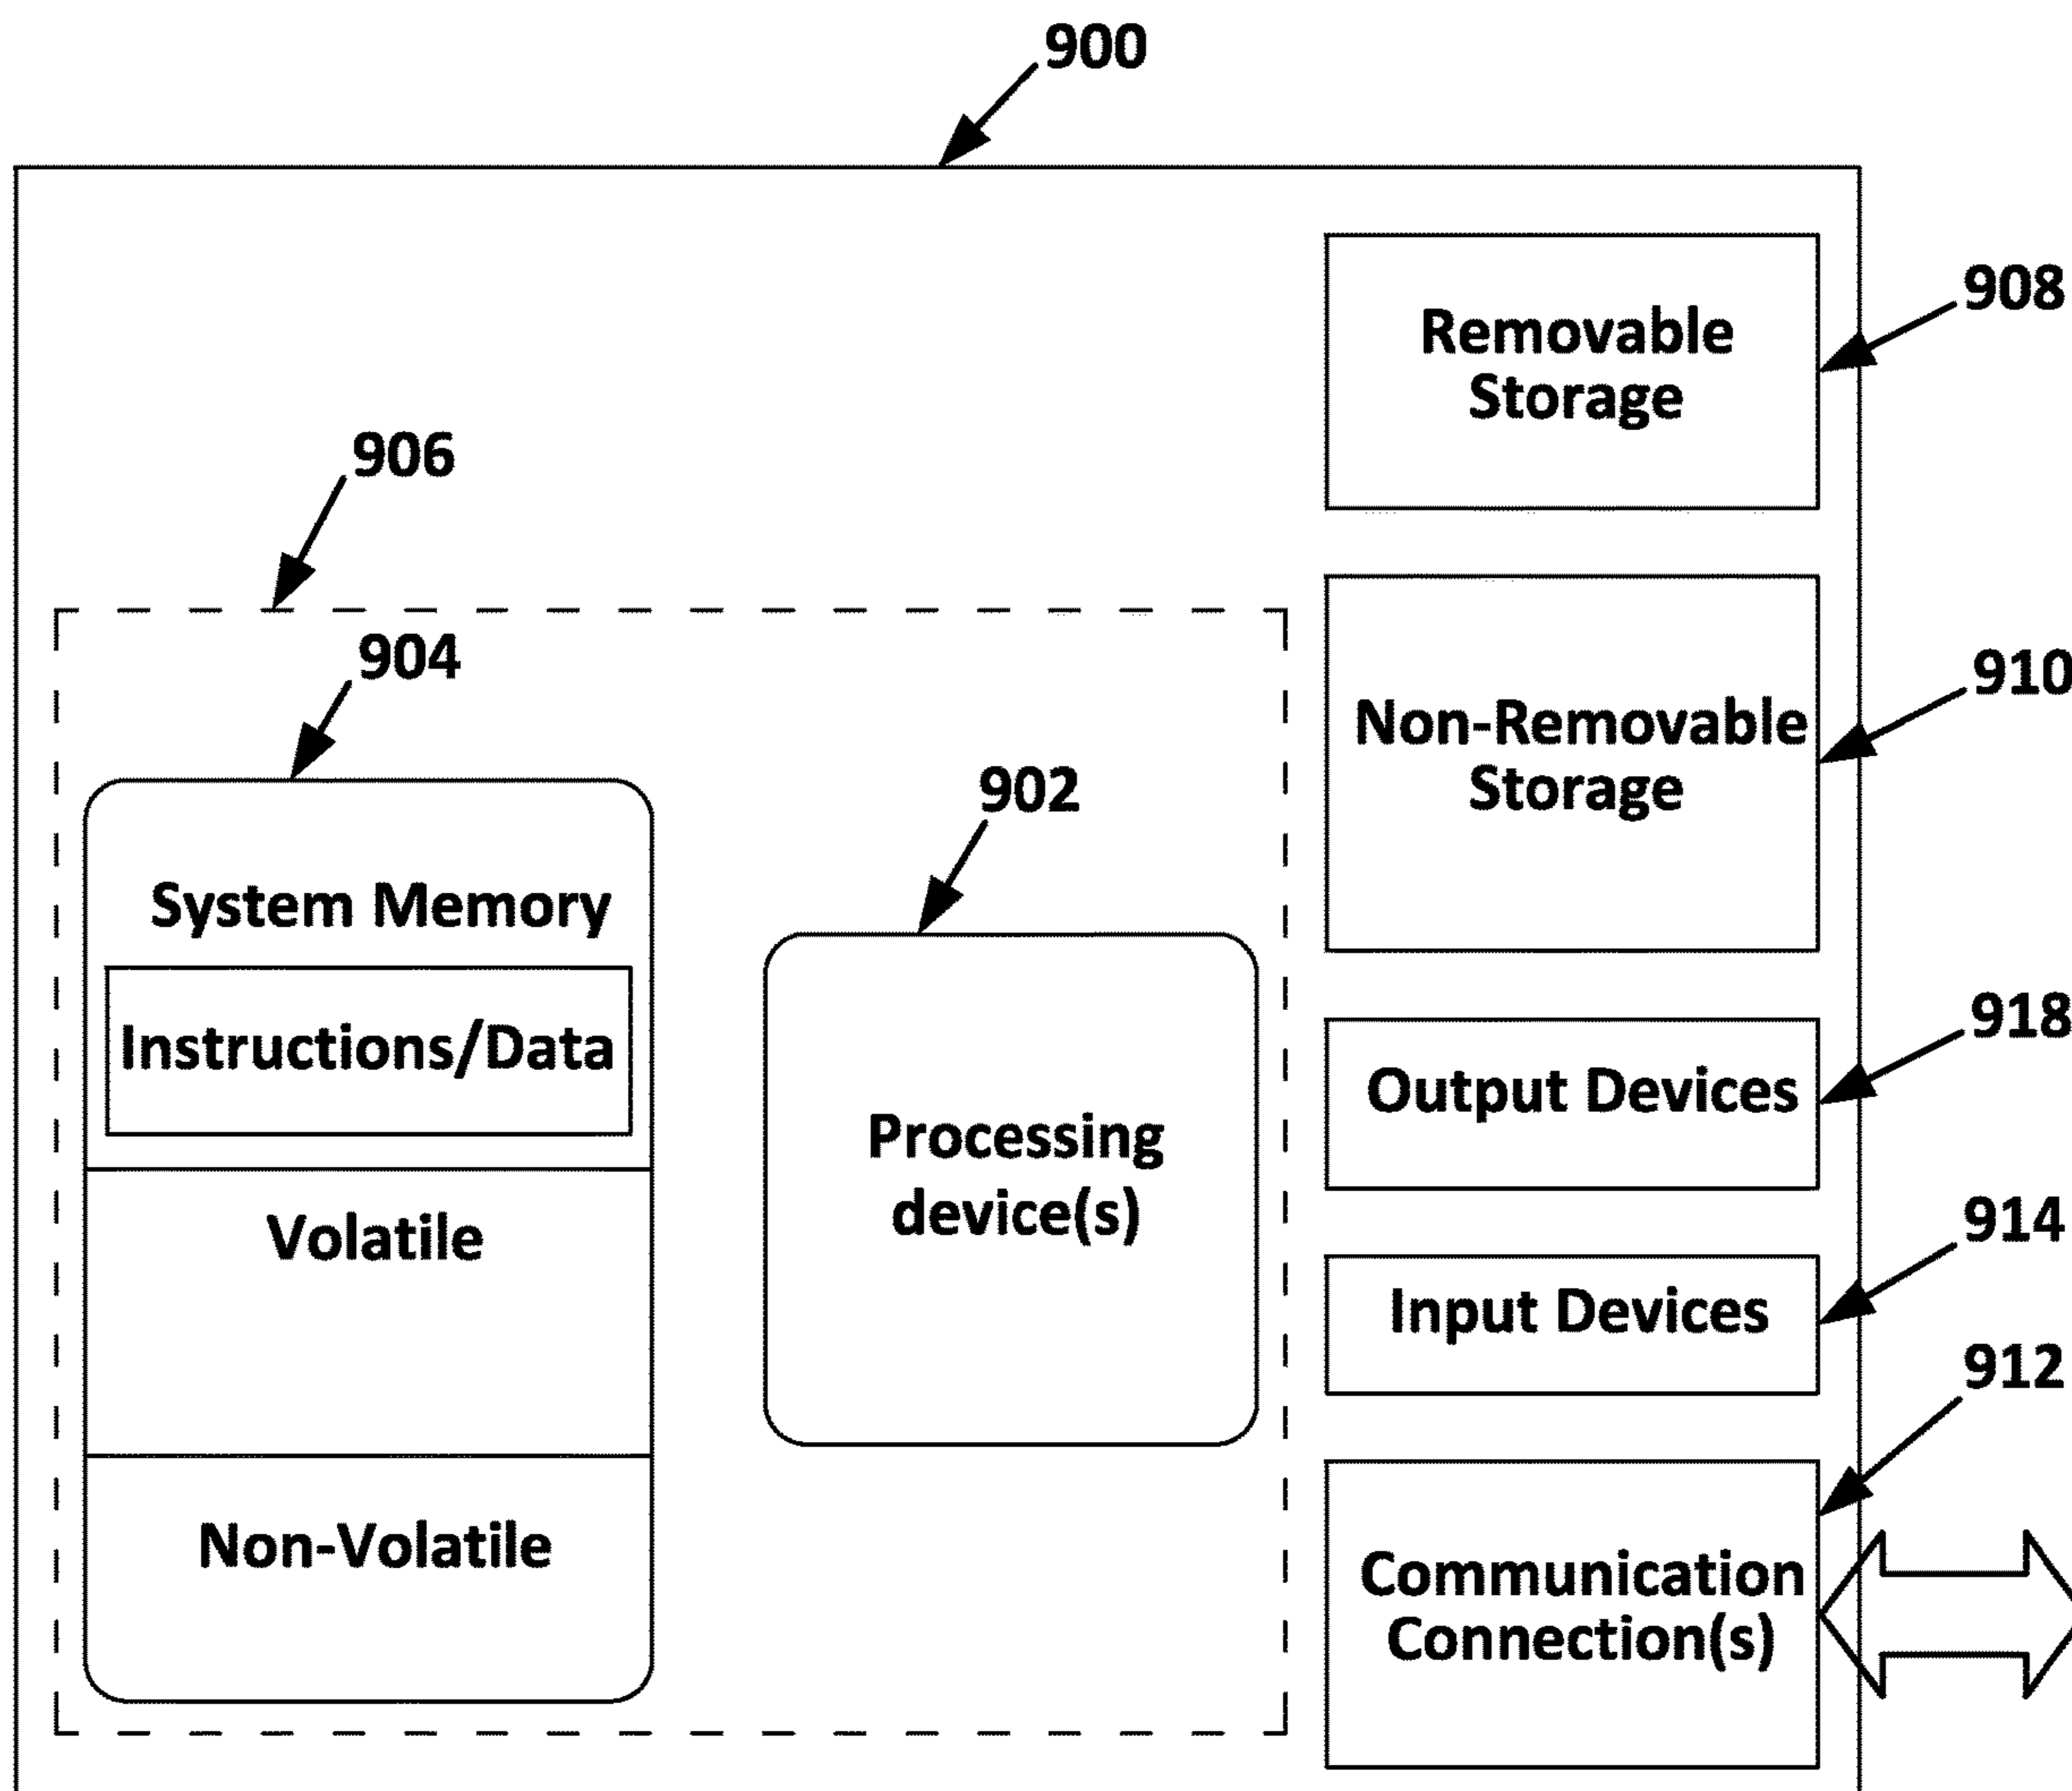 900
Removable
Storage
908
906
Non-Removable
Storage
910
904
902
System Memory
Instructions/Data
Volatile
Non-Volatile
Processing
device(s)
Output Devices
918
Input Devices
914
912
Communication
Connection(s)